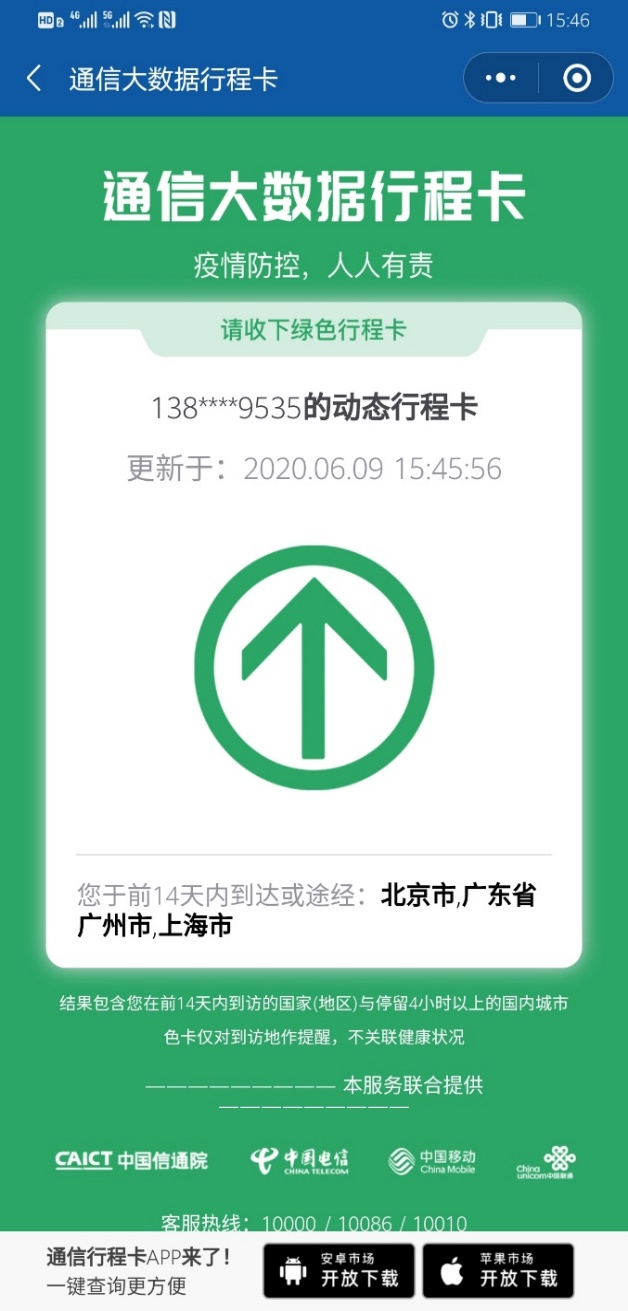 HD 2 4G 5G 15:46
通信大数据行程卡
通信大数据行程卡
疫情防控，人人有责
请收下绿色行程卡
138****9535的动态行程卡
更新于：2020.06.09 15:45:56
您于前14天内到达或途经：北京市,广东省
广州市,上海市
结果包含您在前14天内到访的国家(地区)与停留4小时以上的国内城市
色卡仅对到访地作提醒，不关联健康状况
—————————本服务联合提供
—————————
CAICT 中国信通院 中国电信 CHINA TELECOM 中国移动 China Mobile China unicom中国联通
客服热线：10000 / 10086 / 10010
通信行程卡APP来了！
一键查询更方便
安卓市场
开放下载
苹果市场
开放下载